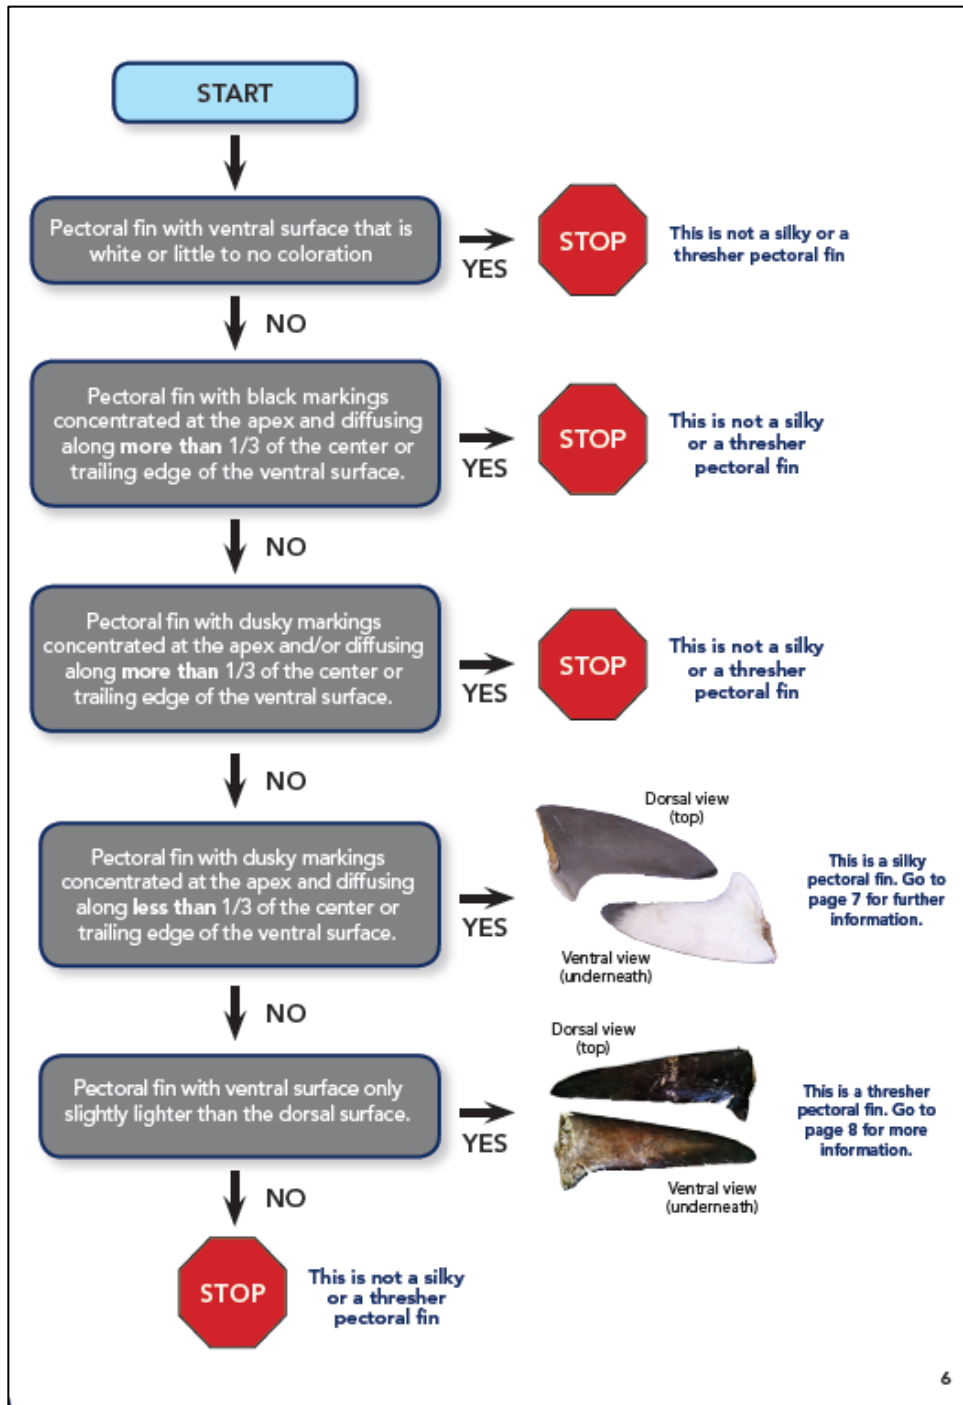 START
Pectoral fin with ventral surface that is
white or little to no coloration
YES
STOP
This is not a silky or a
thresher pectoral fin
NO
Pectoral fin with black markings
concentrated at the apex and diffusing
along more than 1/3 of the center or
trailing edge of the ventral surface.
YES
STOP
This is not a silky
or a thresher
pectoral fin
NO
Pectoral fin with dusky markings
concentrated at the apex and/or diffusing
along more than 1/3 of the center or
trailing edge of the ventral surface.
YES
STOP
This is not a silky
or a thresher
pectoral fin
NO
Pectoral fin with dusky markings
concentrated at the apex and diffusing
along less than 1/3 of the center or
trailing edge of the ventral surface.
YES
Dorsal view
(top)
Ventral view
(underneath)
This is a silky
pectoral fin. Go to
page 7 for further
information.
NO
Pectoral fin with ventral surface only
slightly lighter than the dorsal surface.
YES
Dorsal view
(top)
Ventral view
(underneath)
This is a thresher
pectoral fin. Go to
page 8 for more
information.
NO
STOP
This is not a silky
or a thresher
pectoral fin
6